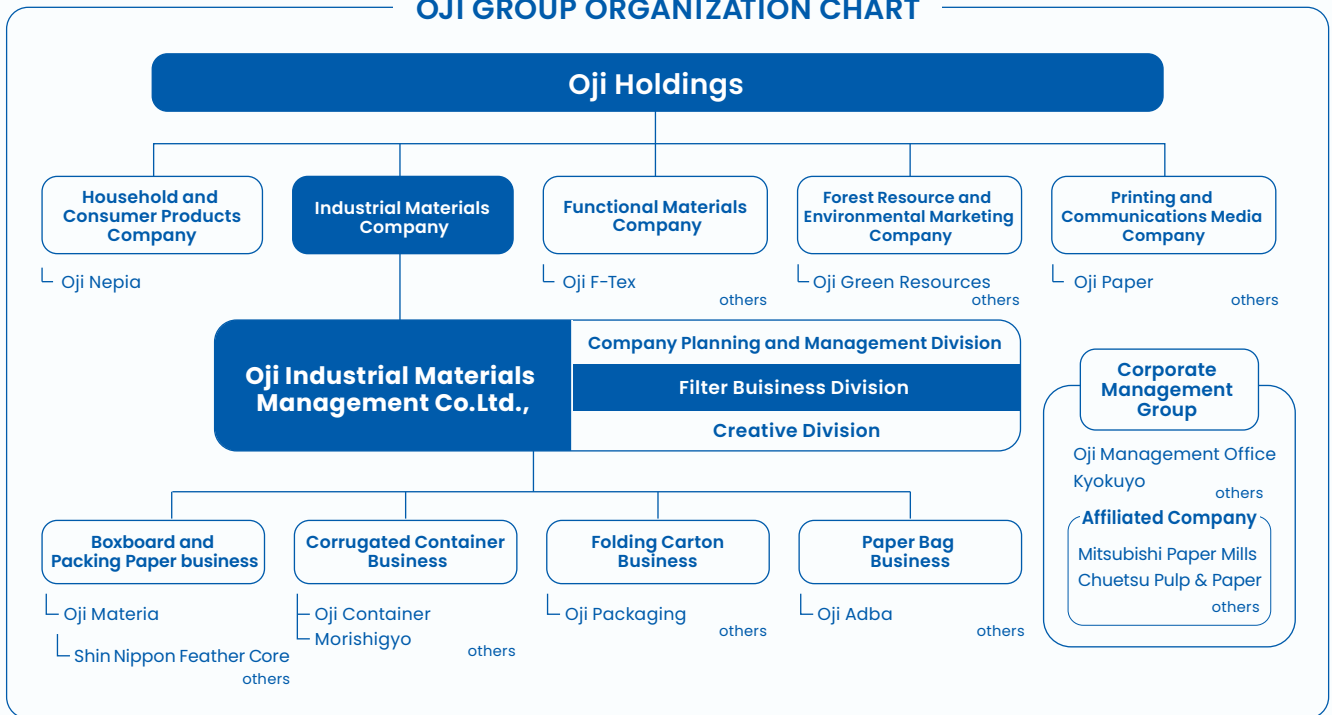 OJI GROUP ORGANIZATION CHART
Oji Holdings
Household and
Consumer Products
Company
Industrial Materials
Company
Functional Materials
Company
Forest Resource and
Environmental Marketing
Company
Printing and
Communications Media
Company
Oji Nepia
Oji F-Tex
others
Oji Green Resources
others
Oji Paper
others
Oji Industrial Materials
Management Co.Ltd.,
Company Planning and Management Division
Filter Buisiness Division
Creative Division
Corporate
Management
Group
Oji Management Office
Kyokuyo
others
Affiliated Company
Mitsubishi Paper Mills
Chuetsu Pulp & Paper
others
Boxboard and
Packing Paper business
Corrugated Container
Business
Folding Carton
Business
Paper Bag
Business
Oji Materia
Shin Nippon Feather Core
others
Oji Container
Morishigyo
others
Oji Packaging
others
Oji Adba
others